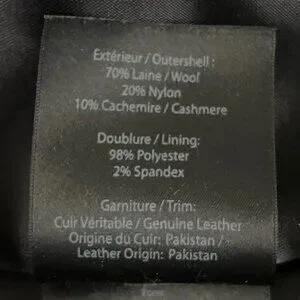 Extérieur / Outershell :
70% Laine / Wool
20% Nylon
10% Cachemire / Cashmere
Doublure / Lining:
98% Polyester
2% Spandex
Garniture / Trim:
Cuir Véritable / Genuine Leather
Origine du Cuir: Pakistan /
Leather Origin: Pakistan